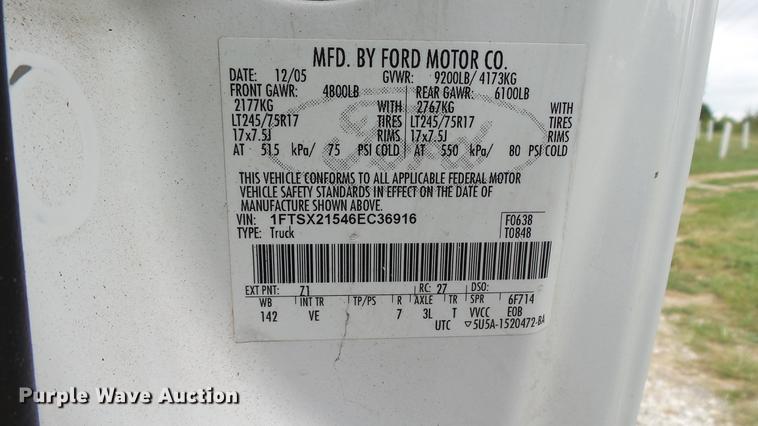 MFD. BY FORD MOTOR CO.
DATE: 12/05 GVWR: 9200LB/ 4173KG
FRONT GAWR: 4800LB REAR GAWR: 6100LB
2177KG WITH 2767KG WITH
LT245/75R17 TIRES LT245/75R17 TIRES
17x7.5J RIMS 17x7.5J RIMS
AT 515 kPa/ 75 PSI COLD AT 550 kPa/ 80 PSI COLD
Ford
THIS VEHICLE CONFORMS TO ALL APPLICABLE FEDERAL MOTOR
VEHICLE SAFETY STANDARDS IN EFFECT ON THE DATE OF
MANUFACTURE SHOWN ABOVE.
VIN: 1FTSX21546EC36916 F0638
TYPE: Truck T0848
EXT PNT: Z1 RC: 27 DSO:
WB INT TR TP/PS R AXLE TR SPR 6F714
142 VE 7 3L T VVCC EOB
UTC ▽5U5A-1520472-BA
Purple Wave Auction®